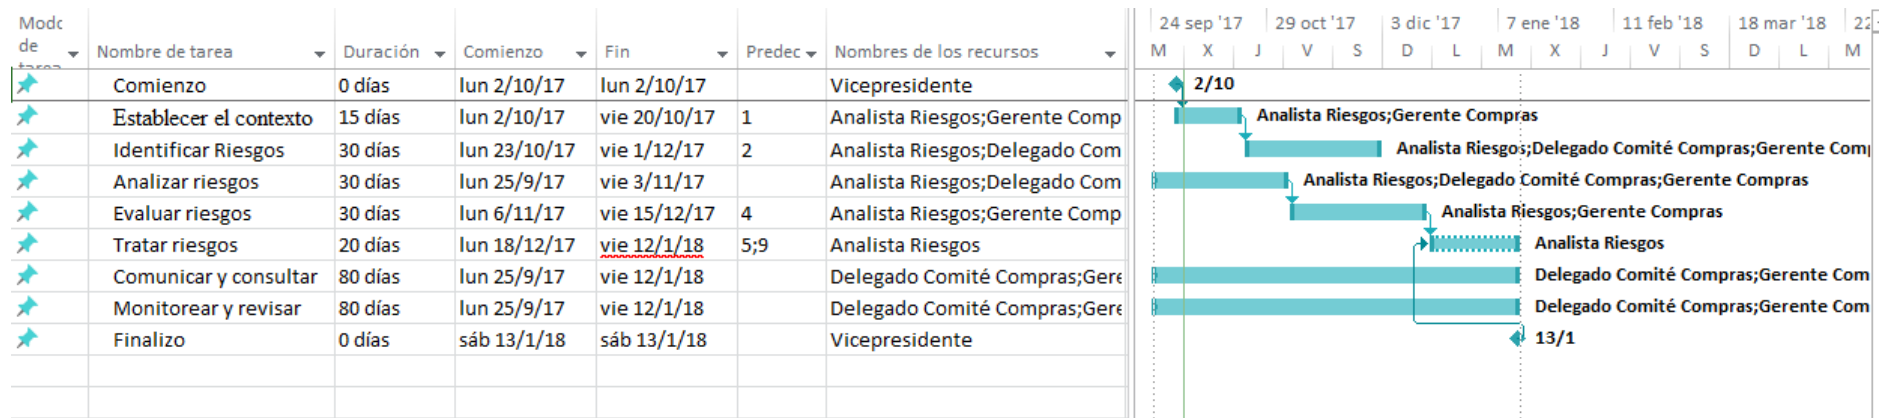 Modo de tarea Nombre de tarea Duración Comienzo Fin Predec Nombres de los recursos
24 sep '17 29 oct '17 3 dic '17 7 ene '18 11 feb '18 18 mar '18 22
M X J V S D L M X J V S D L M
Comienzo 0 días lun 2/10/17 lun 2/10/17 Vicepresidente 2/10
Establecer el contexto 15 días lun 2/10/17 vie 20/10/17 1 Analista Riesgos;Gerente Comp Analista Riesgos;Gerente Compras
Identificar Riesgos 30 días lun 23/10/17 vie 1/12/17 2 Analista Riesgos;Delegado Com Analista Riesgos;Delegado Comité Compras;Gerente Com
Analizar riesgos 30 días lun 25/9/17 vie 3/11/17 Analista Riesgos;Delegado Com Analista Riesgos;Delegado Comité Compras;Gerente Compras
Evaluar riesgos 30 días lun 6/11/17 vie 15/12/17 4 Analista Riesgos;Gerente Comp Analista Riesgos;Gerente Compras
Tratar riesgos 20 días lun 18/12/17 vie 12/1/18 5;9 Analista Riesgos Analista Riesgos
Comunicar y consultar 80 días lun 25/9/17 vie 12/1/18 Delegado Comité Compras;Gere Delegado Comité Compras;Gerente Com
Monitorear y revisar 80 días lun 25/9/17 vie 12/1/18 Delegado Comité Compras;Gere Delegado Comité Compras;Gerente Com
Finalizo 0 días sáb 13/1/18 sáb 13/1/18 Vicepresidente 13/1